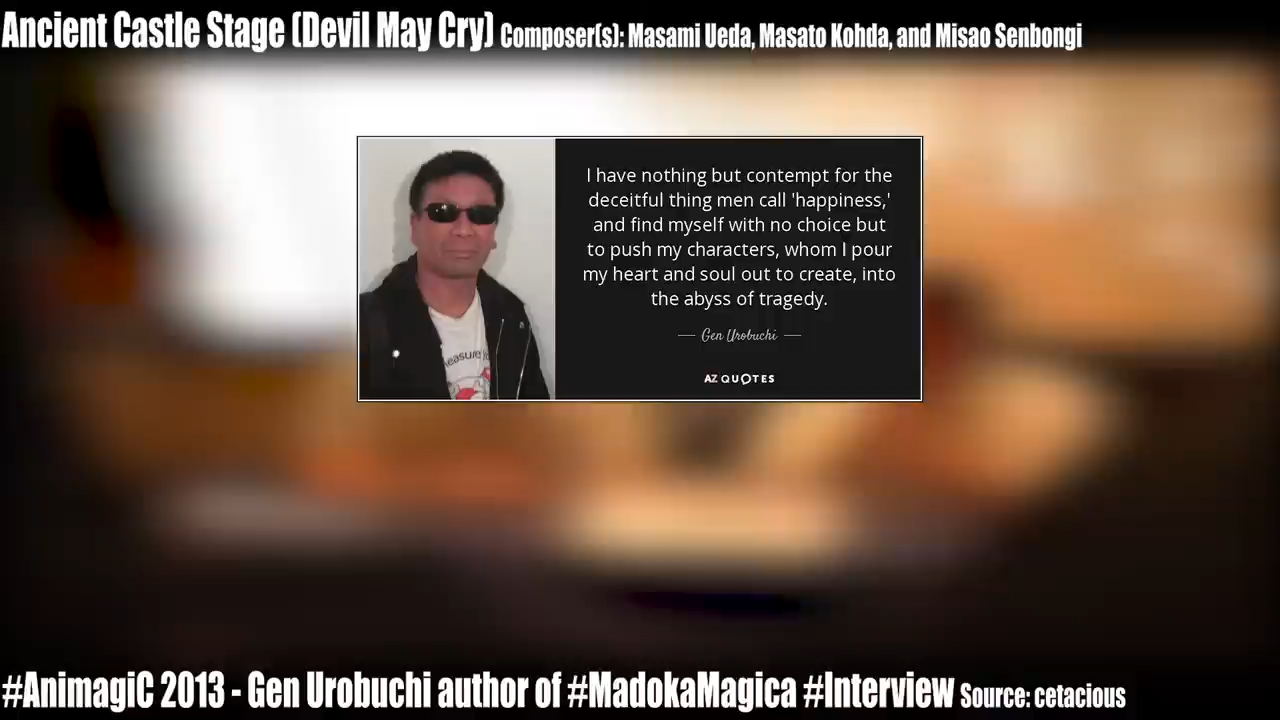 Ancient Castle Stage (Devil May Cry) Composer(s): Masami Ueda, Masato Kohda, and Misao Senbongi
I have nothing but contempt for the
deceitful thing men call 'happiness,'
and find myself with no choice but
to push my characters, whom I pour
my heart and soul out to create, into
the abyss of tragedy.
Gen Urobuchi
AZ QUOTES
#AnimagiC 2013 - Gen Urobuchi author of #MadokaMagica #Interview Source: cetacious